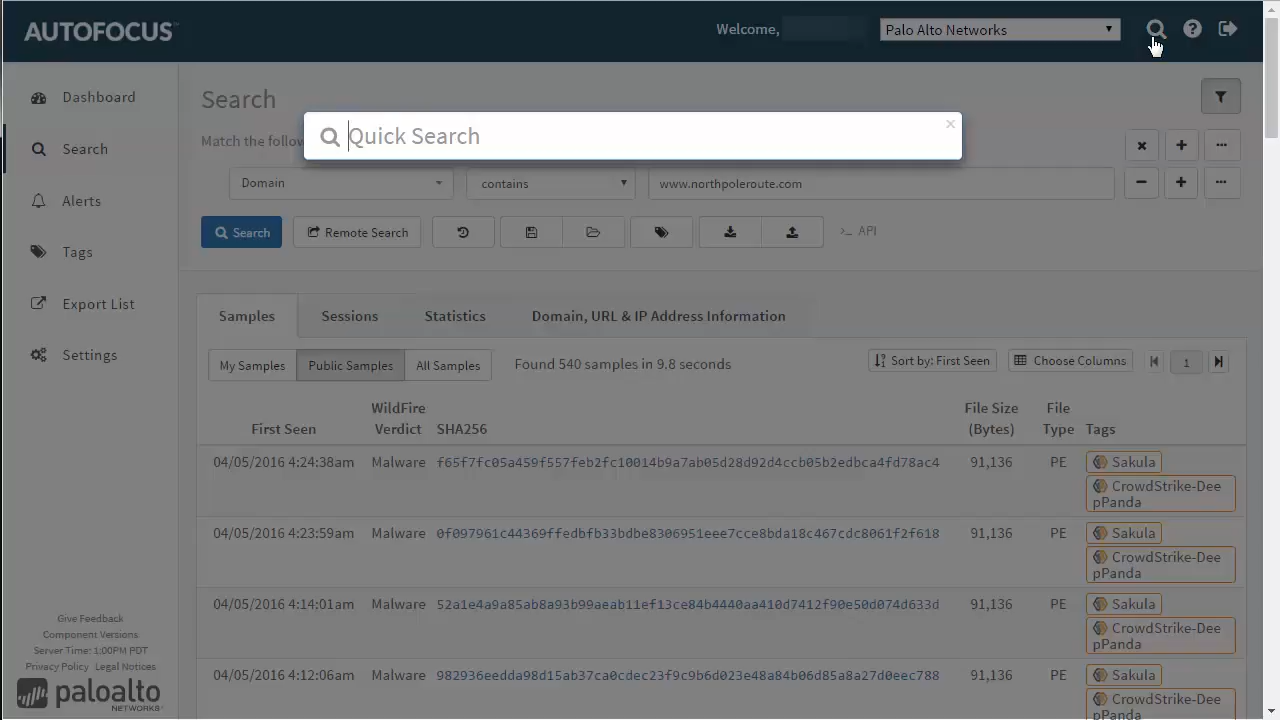 AUTOFOCUS
Welcome,
Palo Alto Networks
Dashboard
Search
Alerts
Tags
Export List
Settings
Search
Match the follow
Quick Search
×
Domain
contains
www.northpoleroute.com
Search
Remote Search
>_ API
Samples
Sessions
Statistics
Domain, URL & IP Address Information
My Samples
Public Samples
All Samples
Found 540 samples in 9.8 seconds
Sort by: First Seen
Choose Columns
1
First Seen
WildFire
Verdict
SHA256
File Size
(Bytes)
File
Type
Tags
04/05/2016 4:24:38am Malware f65f7fc05a459f557feb2fc10014b9a7ab05d28d92d4ccb05b2edbca4fd78ac4 91,136 PE Sakula
CrowdStrike-Dee
pPanda
04/05/2016 4:23:59am Malware 0f097961c44369ffedbfb33bdbe8306951eee7cce8bda18c467cdc8061f2f618 91,136 PE Sakula
CrowdStrike-Dee
pPanda
04/05/2016 4:14:01am Malware 52a1e4a9a85ab8a93b99aeab11ef13ce84b4440aa410d7412f90e50d074d633d 91,136 PE Sakula
CrowdStrike-Dee
pPanda
04/05/2016 4:12:06am Malware 982936eedda98d15ab37ca0cdec23f9c9b6d023e48a84b06d85a8a27d0eec788 91,136 PE Sakula
CrowdStrike-Dee
pPanda
Give Feedback
Component Versions
Server Time: 1:00PM PDT
Privacy Policy Legal Notices
paloalto
NETWORKS